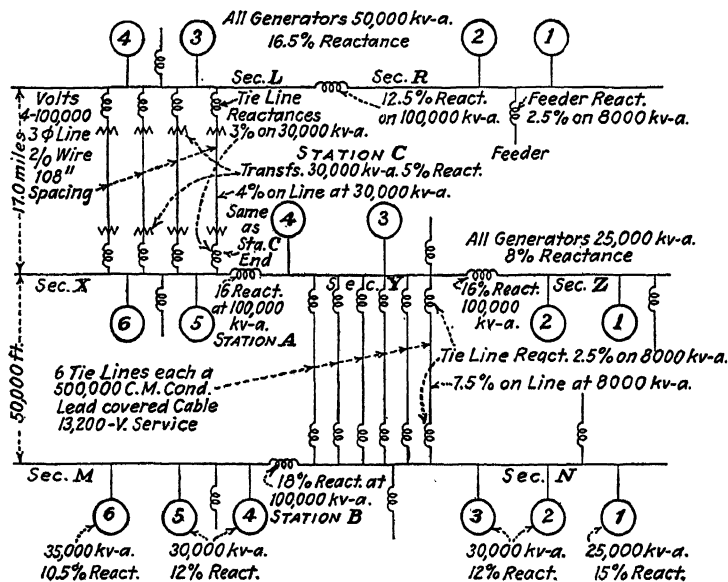 All Generators 50,000 kv-a.
16.5% Reactance
4
3
2
1
Sec. L
Sec. R
Volts
4-100,000
3 ϕ Line
2/0 Wire
108"
Spacing
Tie Line
Reactances
3% on 30,000 kv-a.
12.5% React.
on 100,000 kv-a.
Feeder React.
2.5% on 8000 kv-a.
Feeder
STATION C
Transfs. 30,000 kv-a. 5% React.
4% on Line at 30,000 kv-a.
17.0 miles
Same
as
Sta. C
End
4
3
All Generators 25,000 kv-a.
8% Reactance
Sec. X
Sec. Y
Sec. Z
16 React.
at 100,000
kv-a.
STATION A
16% React.
100,000
kv-a.
6
5
2
1
50,000 ft.
6 Tie Lines each a
500,000 C.M. Cond.
Lead covered Cable
13,200-V. Service
Tie Line React. 2.5% on 8000 kv-a.
7.5% on Line at 8000 kv-a.
Sec. M
Sec. N
18% React. at
100,000 kv-a.
STATION B
6
5
4
3
2
1
35,000 kv-a.
10.5% React.
30,000 kv-a.
12% React.
30,000 kv-a.
12% React.
25,000 kv-a.
15% React.